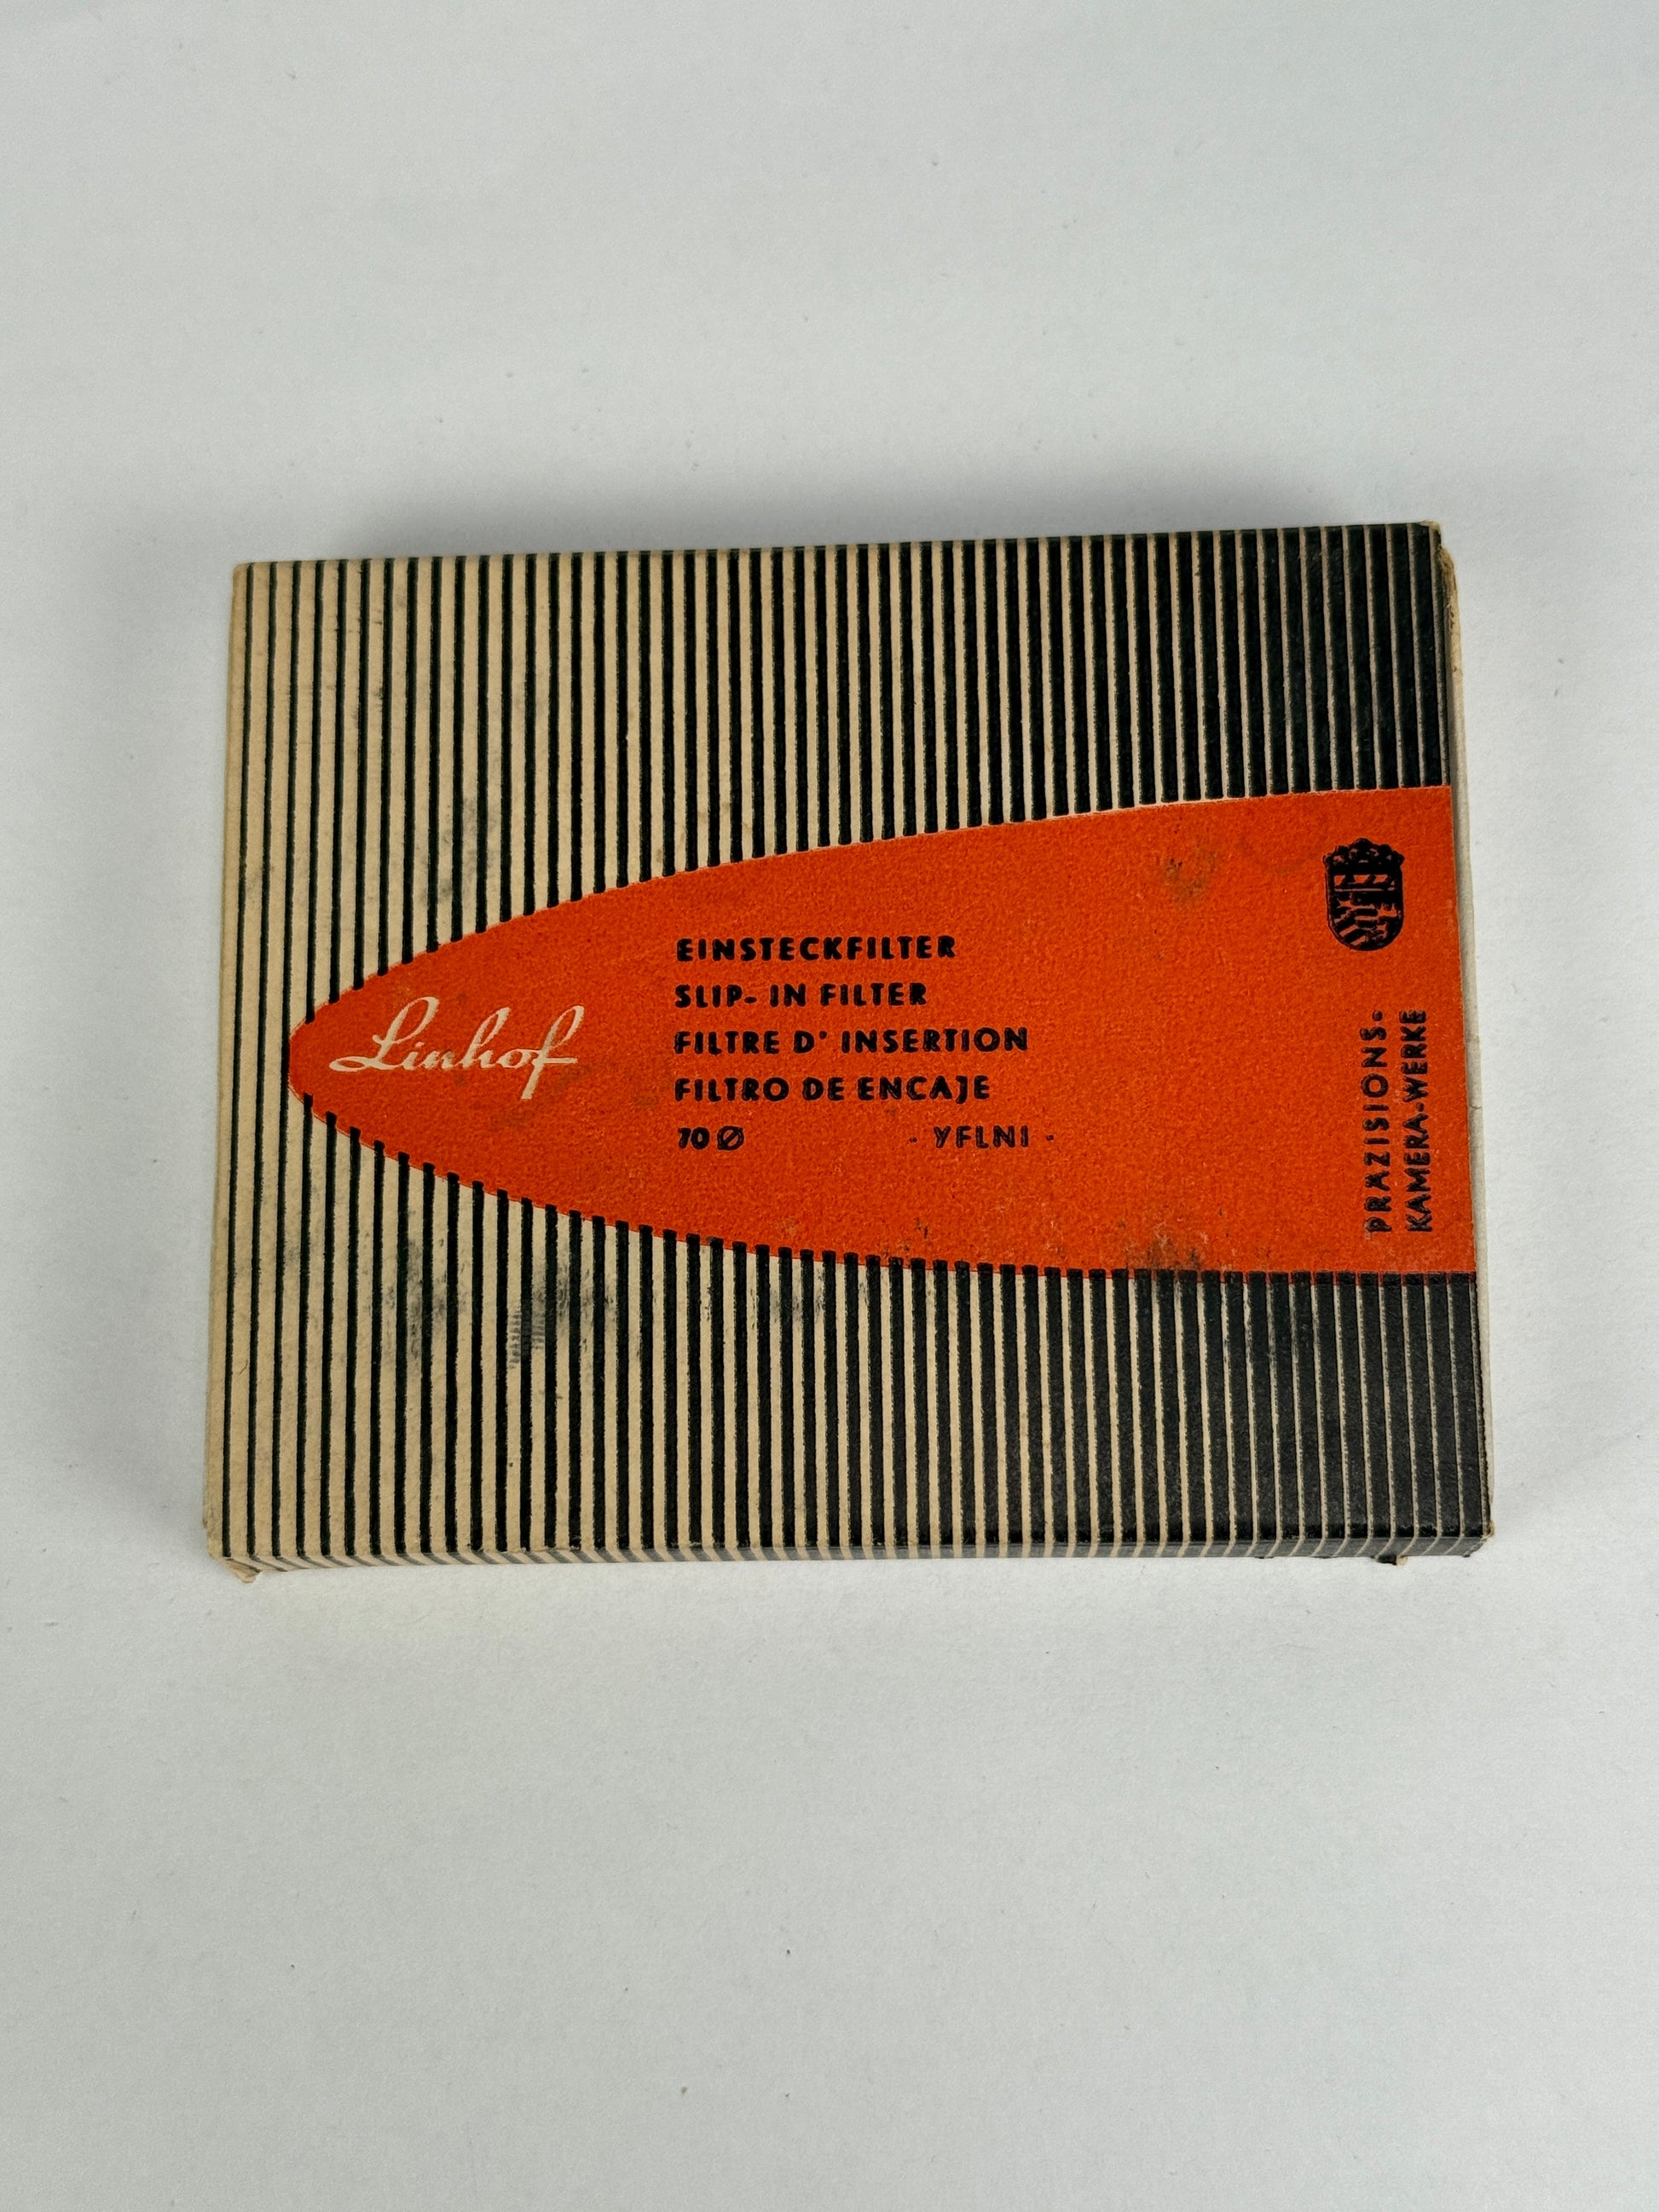 Linhof
EINSTECKFILTER
SLIP- IN FILTER
FILTRE D' INSERTION
FILTRO DE ENCAJE
70 Ø - YFLNI -
PRÄZISIONS-
KAMERA-WERKE